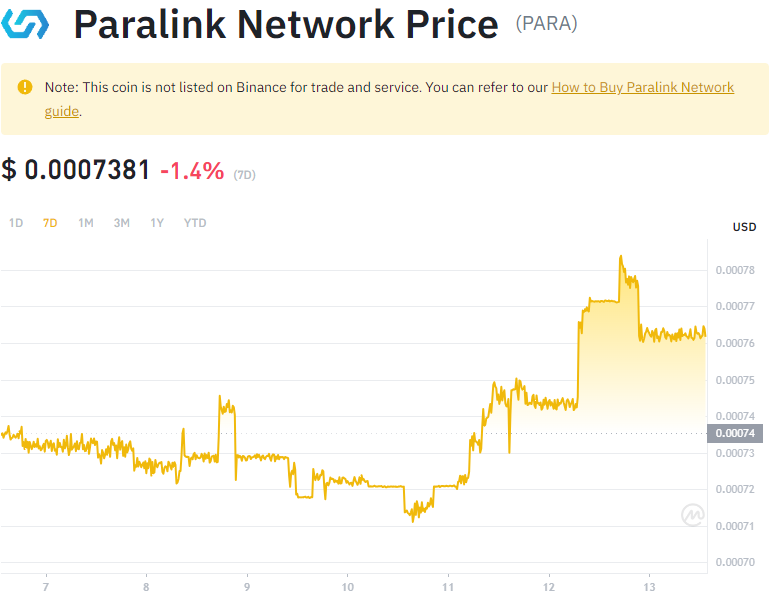 Paralink Network Price (PARA)
Note: This coin is not listed on Binance for trade and service. You can refer to our How to Buy Paralink Network
guide.
$ 0.0007381 -1.4% (7D)
1D 7D 1M 3M 1Y YTD
USD
0.00078
0.00077
0.00076
0.00075
0.00074
0.00074
0.00073
0.00072
0.00071
0.00070
7 8 9 10 11 12 13